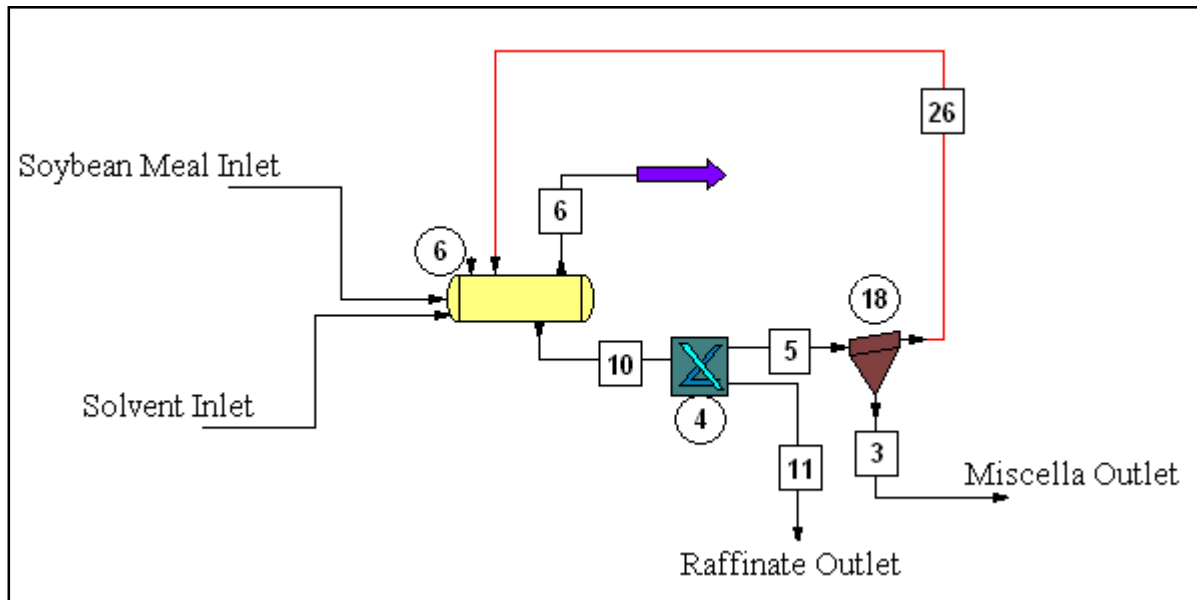 26
Soybean Meal Inlet
6
6
18
5
10
Solvent Inlet
4
11
3
Miscella Outlet
Raffinate Outlet